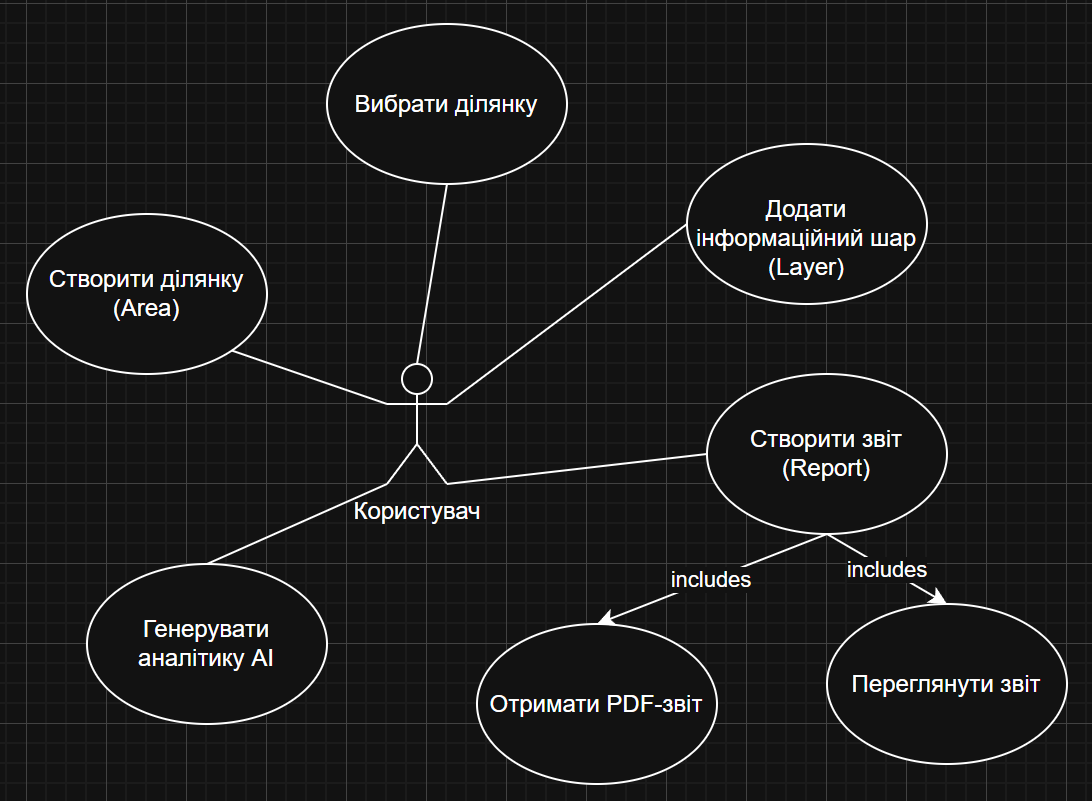 Вибрати ділянку
Додати
інформаційний шар
(Layer)
Створити ділянку
(Area)
Створити звіт
(Report)
Користувач
includes
includes
Генерувати
аналітику AI
Отримати PDF-звіт
Переглянути звіт